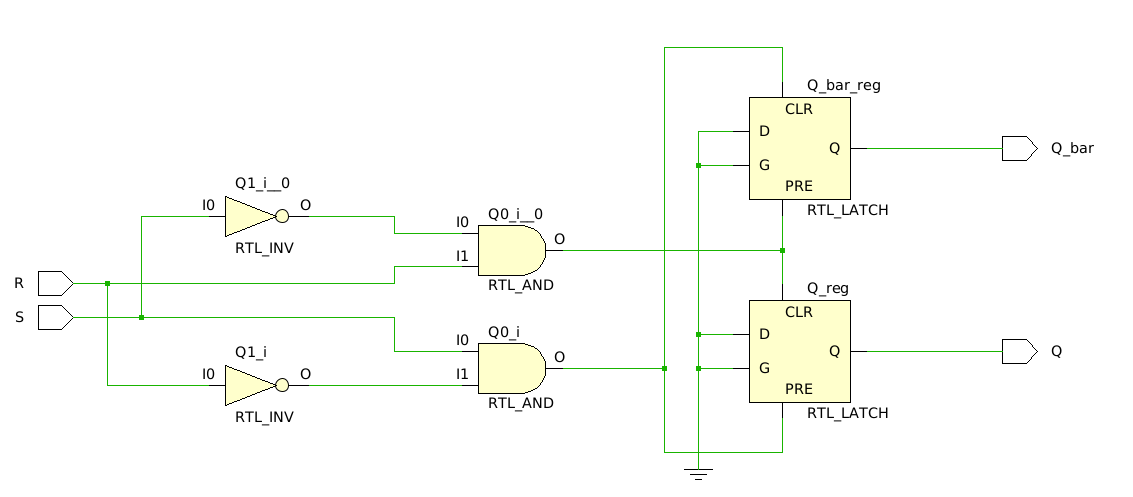 Q_bar_reg
CLR
D
Q
Q_bar
G
PRE
RTL_LATCH
Q1_i__0
I0
O
RTL_INV
Q0_i__0
I0
O
I1
RTL_AND
R
S
Q_reg
CLR
D
Q
Q
G
PRE
RTL_LATCH
Q0_i
I0
O
I1
RTL_AND
Q1_i
I0
O
RTL_INV